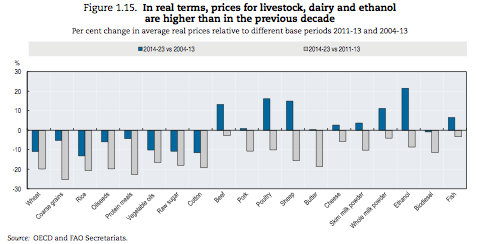 Figure 1.15. In real terms, prices for livestock, dairy and ethanol
are higher than in the previous decade
Per cent change in average real prices relative to different base periods 2011-13 and 2004-13
2014-23 vs 2004-13 2014-23 vs 2011-13
%
30
20
10
0
-10
-20
-30
Wheat
Coarse grains
Rice
Oilseeds
Protein meals
Vegetable oils
Raw sugar
Cotton
Beef
Pork
Poultry
Sheep
Butter
Cheese
Skim milk powder
Whole milk powder
Ethanol
Biodiesel
Fish
Source: OECD and FAO Secretariats.